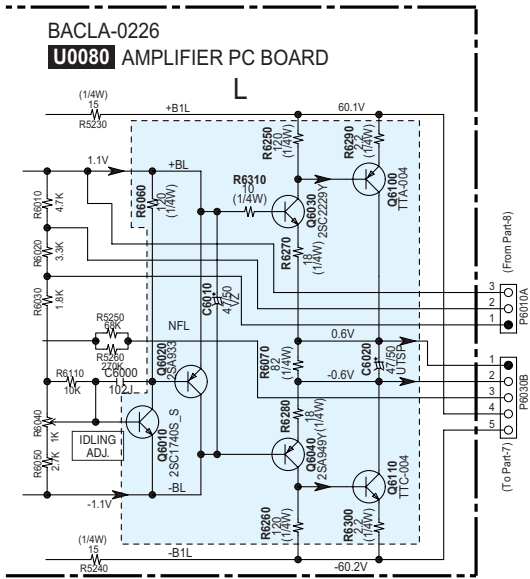 BACLA-0226
U0080 AMPLIFIER PC BOARD
L
(1/4W)
15
R5230
+B1L
60.1V
R6250
120
(1/4W)
R6290
2.2
(1/4W)
1.1V
+BL
R6060
120
(1/4W)
R6310
10
(1/4W)
Q6030
2SC2229Y
Q6100
TTA-004
R6010
4.7K
R6020
3.3K
R6030
1.8K
R6270
18
(1/4W)
C6010
47/50
(From Part-8)
3
2
1
P6010A
R5250
68K
R5260
270K
NFL
0.6V
R6070
82
(1/4W)
C6020
47/50
UTSP
-0.6V
R6110
10K
C6000
102J
Q6020
2SA933
1
2
3
4
5
P6030B
(To Part-7)
R6040
1K
IDLING
ADJ.
Q6010
2SC1740S_S
R6280
18
(1/4W)
Q6040
2SA949Y
Q6110
TTC-004
R6050
2.7K
-1.1V
-BL
R6260
120
(1/4W)
R6300
2.2
(1/4W)
(1/4W)
15
R5240
-B1L
-60.2V